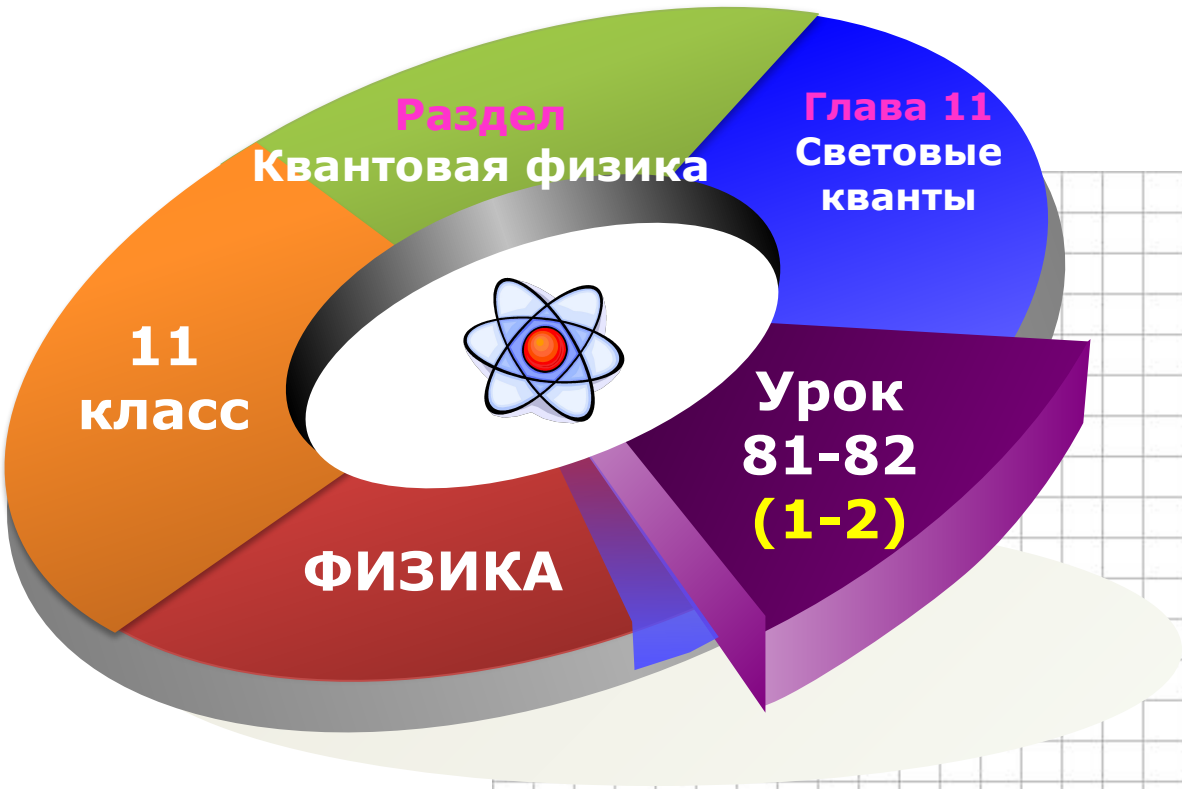 Раздел
Квантовая физика
Глава 11
Световые
кванты
11
класс
Урок
81-82
(1-2)
ФИЗИКА